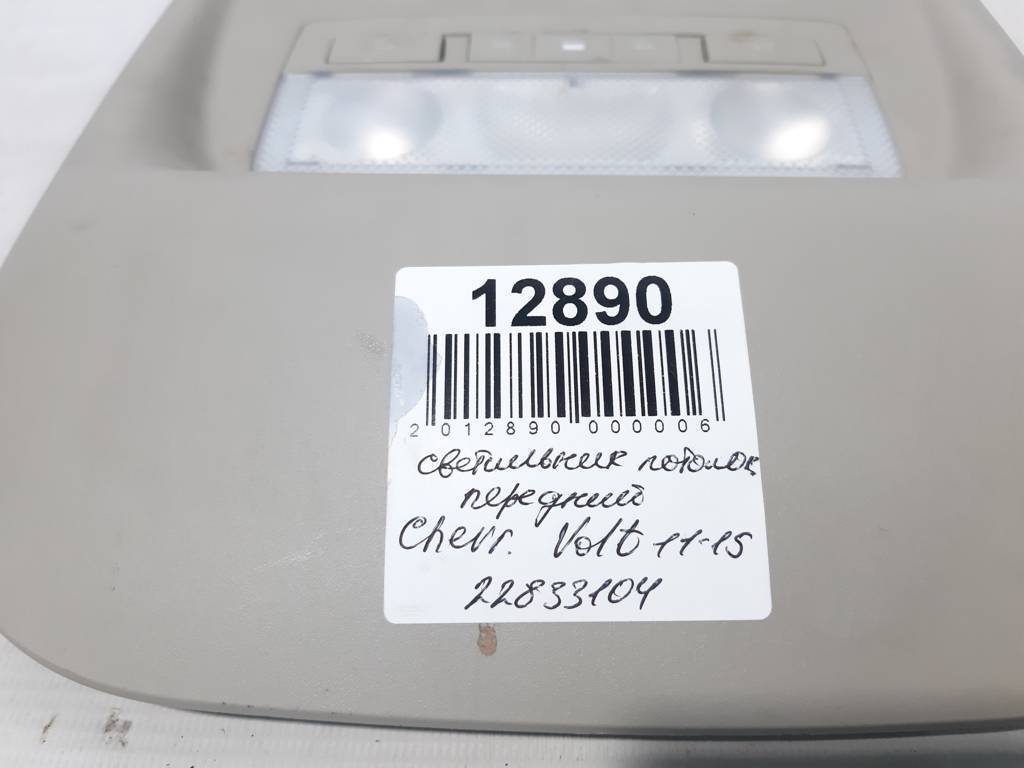 12890
2 012890 000006
светильник потолок
передний
Chevr. Volt 11-15
22833104